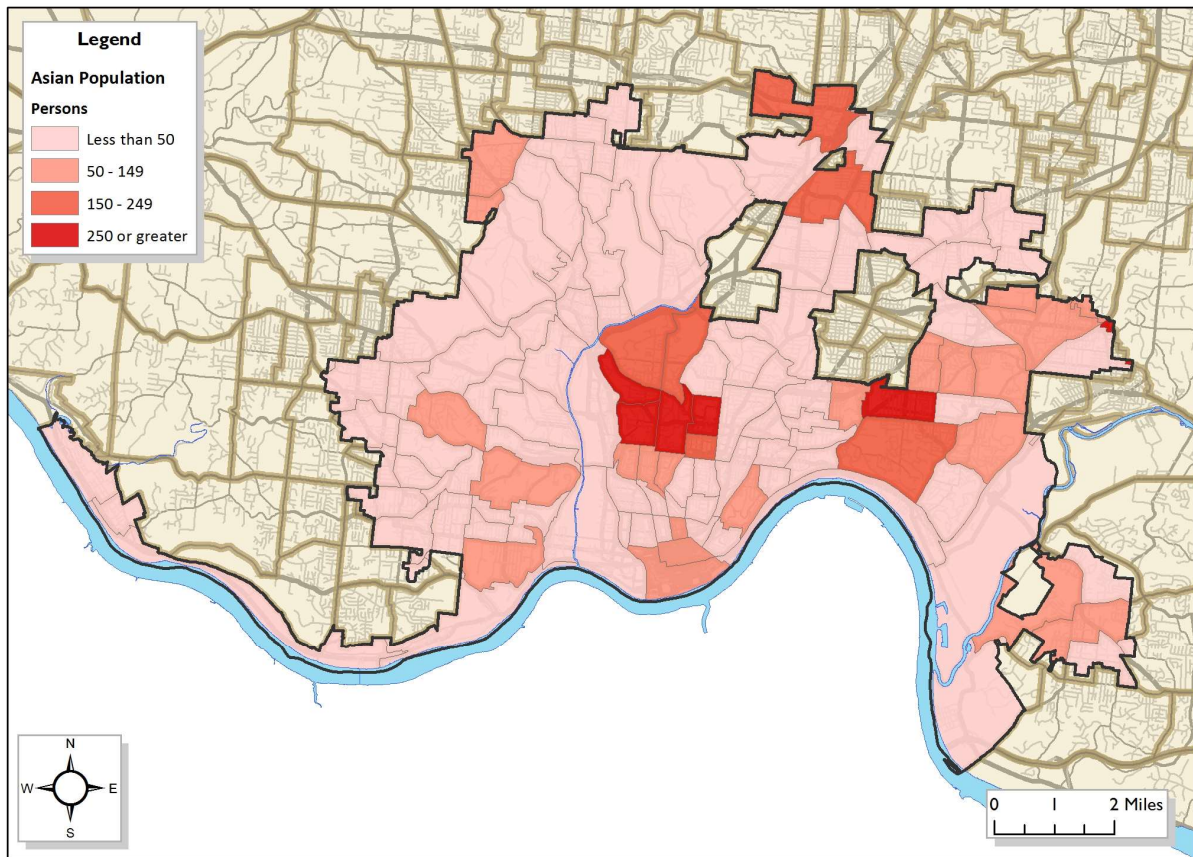 Legend
Asian Population
Persons
Less than 50
50 - 149
150 - 249
250 or greater
N
W E
S
0 1 2 Miles